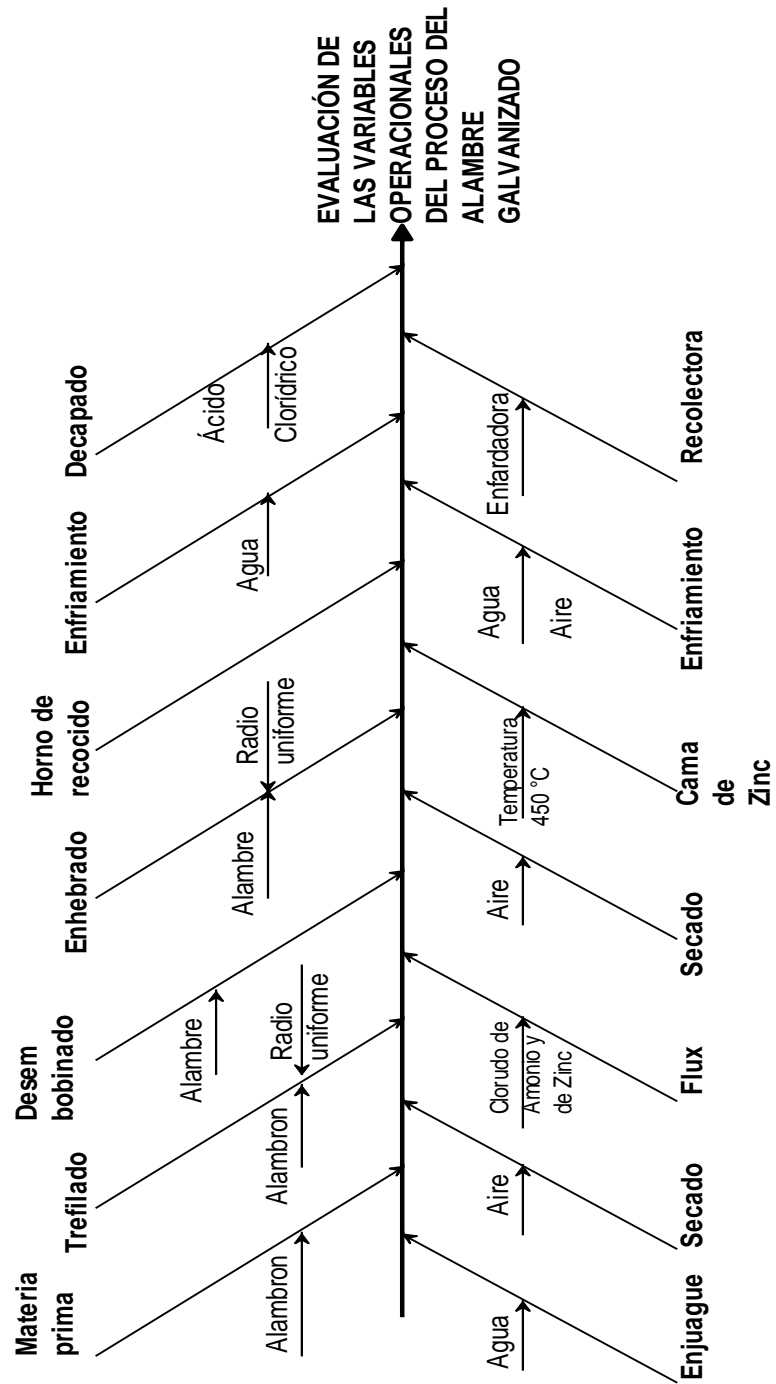 Materia
prima
Trefilado
Desem
bobinado
Enhebrado
Horno de
recocido
Enfriamiento
Decapado
Alambron
Alambron
Radio
uniforme
Alambre
Alambre
Radio
uniforme
Agua
Ácido
Clorídrico
EVALUACIÓN DE
LAS VARIABLES
OPERACIONALES
DEL PROCESO DEL
ALAMBRE
GALVANIZADO
Agua
Aire
Clorudo de
Amonio y
de Zinc
Aire
Temperatura
450 °C
Agua
Aire
Enfardadora
Enjuague
Secado
Flux
Secado
Cama
de
Zinc
Enfriamiento
Recolectora